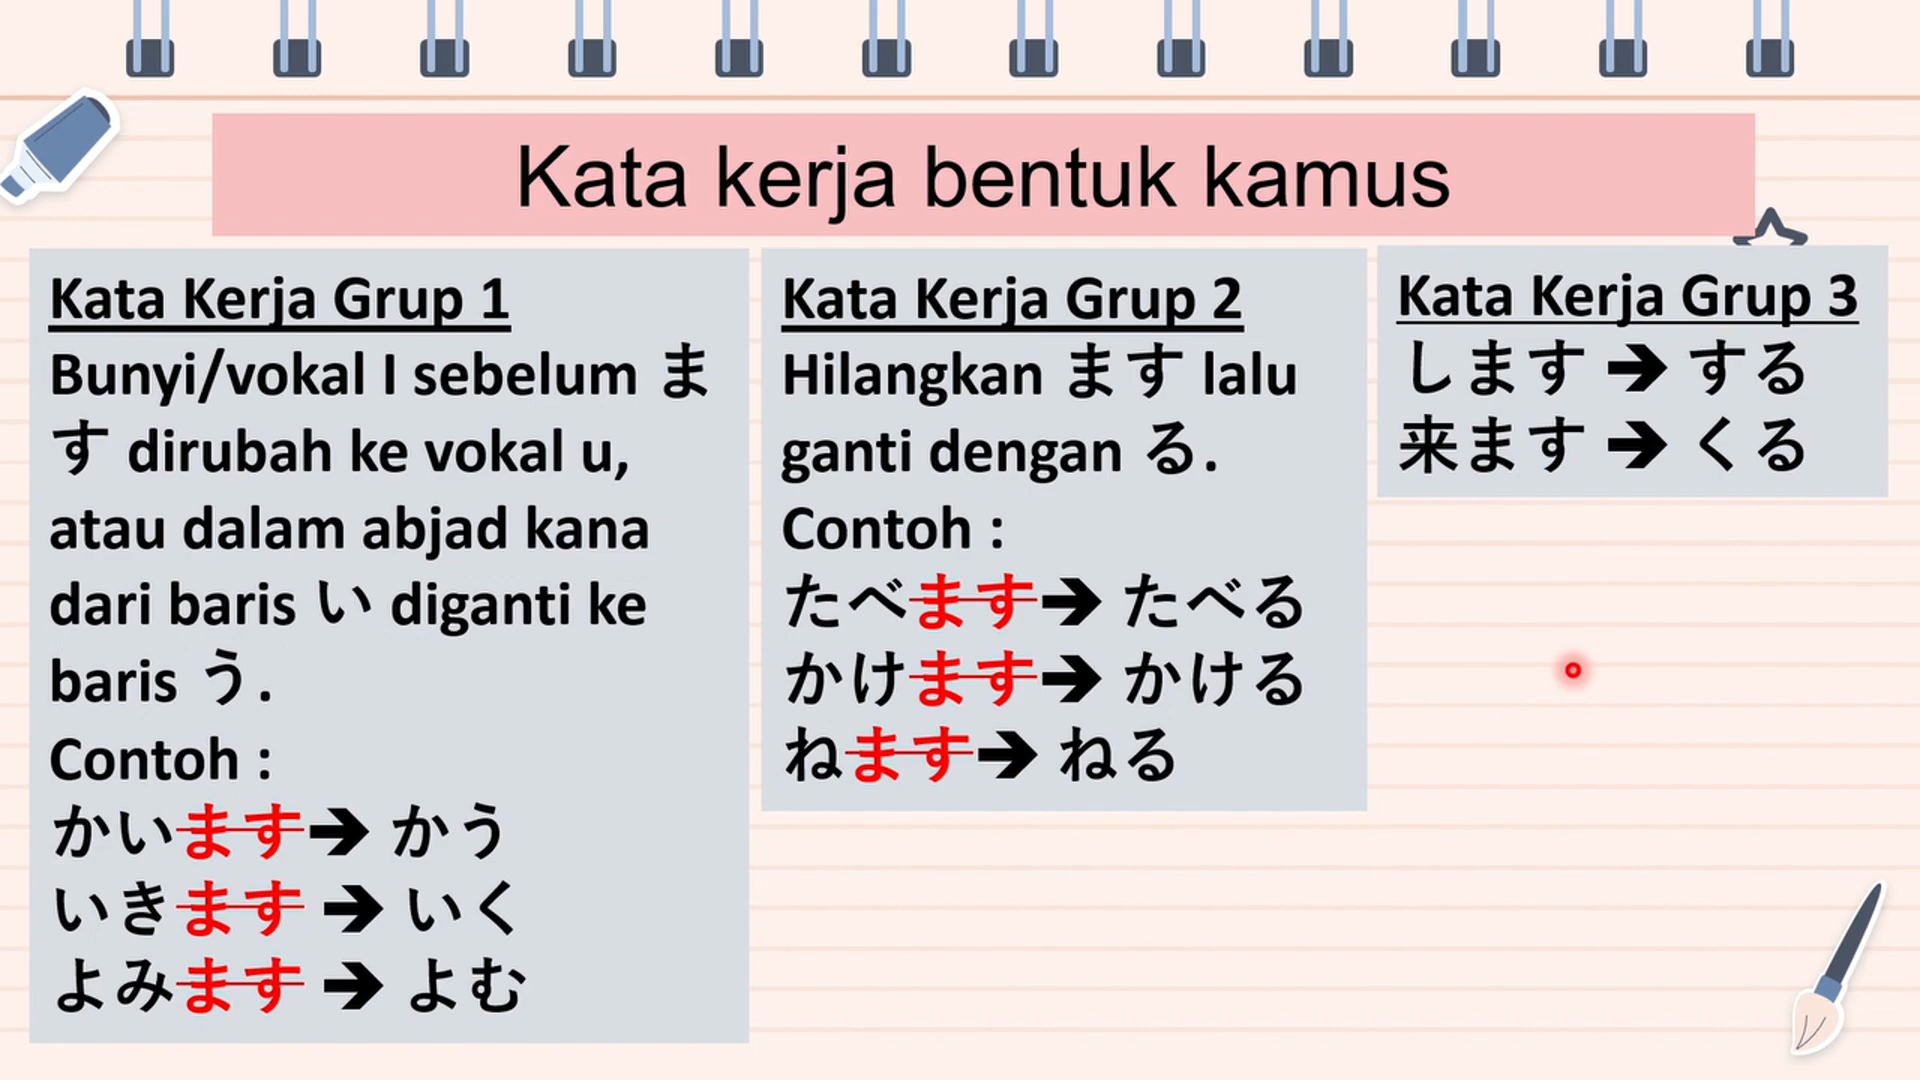 Kata kerja bentuk kamus
Kata Kerja Grup 1
Bunyi/vokal I sebelum ま
す dirubah ke vokal u,
atau dalam abjad kana
dari baris い diganti ke
baris う.
Contoh :
かいます➔ かう
いきます ➔ いく
よみます ➔ よむ
Kata Kerja Grup 2
Hilangkan ます lalu
ganti dengan る.
Contoh :
たべます➔ たべる
かけます➔ かける
ねます➔ ねる
Kata Kerja Grup 3
します ➔ する
来ます ➔ くる